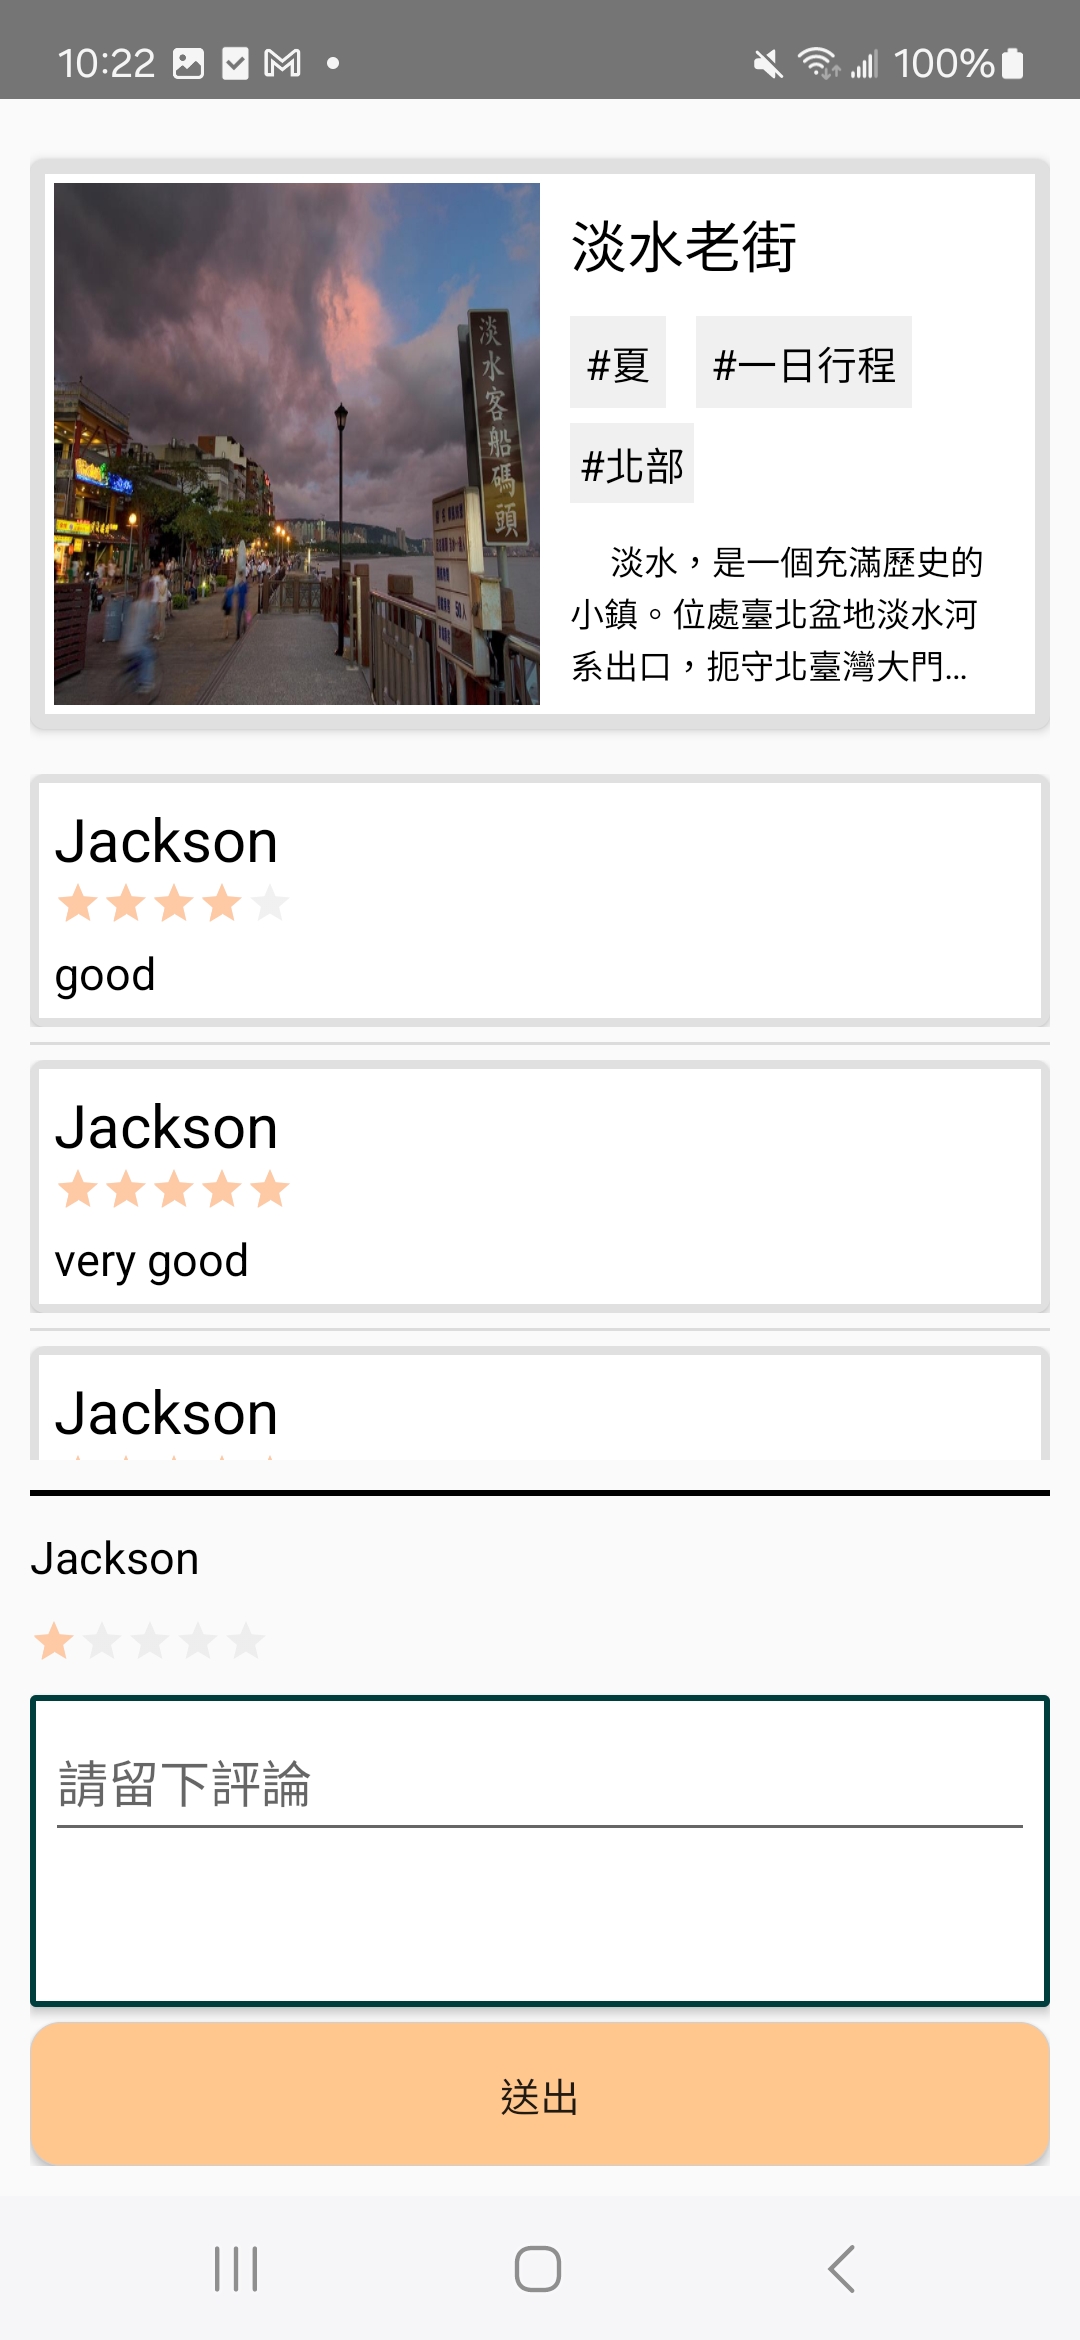 10:22
100%
淡水老街
#夏 #一日行程
#北部
淡水，是一個充滿歷史的
小鎮。位處臺北盆地淡水河
系出口，扼守北臺灣大門...
淡水客船碼頭
Jackson
good
Jackson
very good
Jackson
Jackson
請留下評論
送出